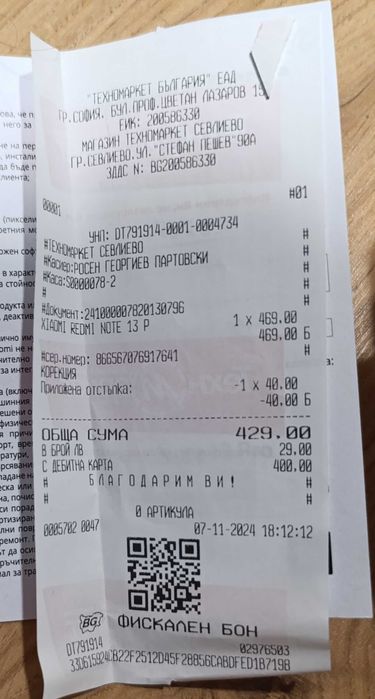 "ТЕХНОМАРКЕТ БЪЛГАРИЯ" ЕАД
ГР.СОФИЯ, БУЛ.ПРОФ.ЦВЕТАН ЛАЗАРОВ 15
ЕИК: 200586330
МАГАЗИН ТЕХНОМАРКЕТ СЕВЛИЕВО
ГР.СЕВЛИЕВО,УЛ."СТЕФАН ПЕШЕВ"90А
ЗДДС N: BG200586330
00001 #01
УНП: DT791914-0001-0004734
#ТЕХНОМАРКЕТ СЕВЛИЕВО #
#Касиер:РОСЕН ГЕОРГИЕВ ПАРТОВСКИ #
#Каса:S0000078-2 #
# #
#Документ:241000007820130796 #
XIAOMI REDMI NOTE 13 P 1 x 469.00
469.00 Б
#Сер.номер: 866567076917641 #
КОРЕКЦИЯ
Приложена отстъпка: -1 x 40.00
-40.00 Б
ОБЩА СУМА 429.00
В БРОЙ ЛВ 29.00
С ДЕБИТНА КАРТА 400.00
# БЛАГОДАРИМ ВИ! #
# #
0 АРТИКУЛА
0005702 0047 07-11-2024 18:12:12
BG ФИСКАЛЕН БОН
DT791914 02976503